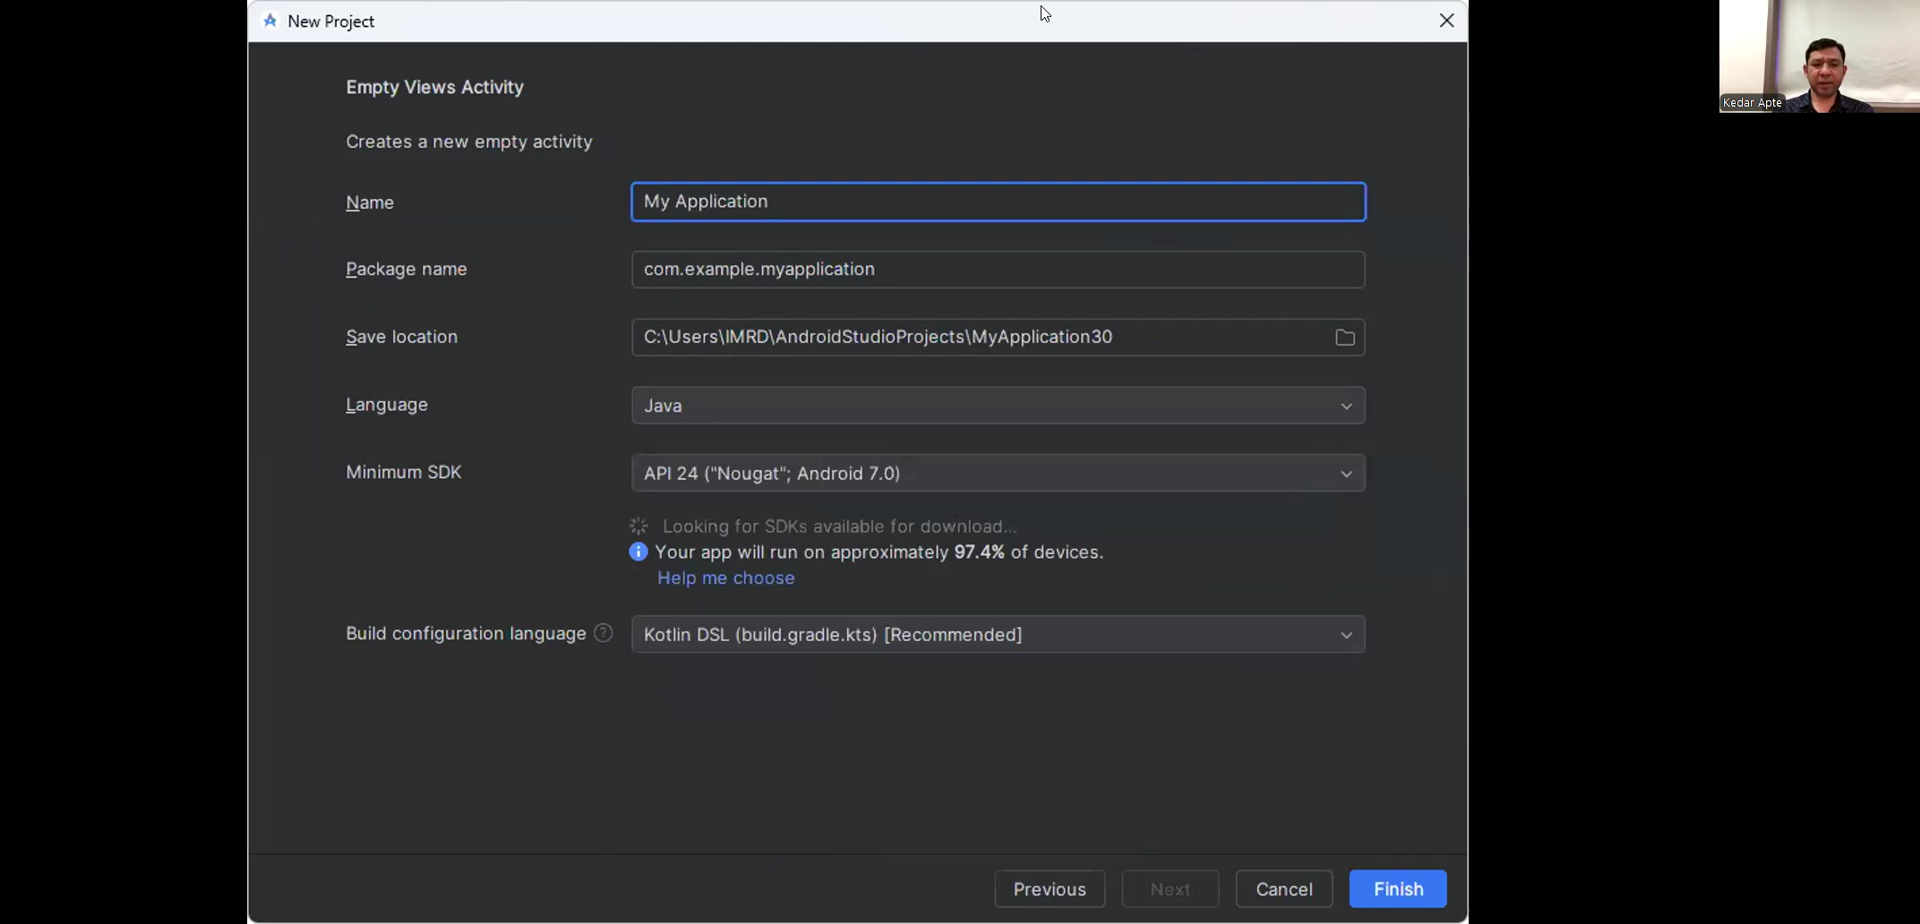 New Project
Kedar Apte
Empty Views Activity
Creates a new empty activity
Name
My Application
Package name
com.example.myapplication
Save location
C:\Users\IMRD\AndroidStudioProjects\MyApplication30
Language
Java
Minimum SDK
API 24 ("Nougat"; Android 7.0)
Looking for SDKs available for download...
Your app will run on approximately 97.4% of devices.
Help me choose
Build configuration language
Kotlin DSL (build.gradle.kts) [Recommended]
Previous
Next
Cancel
Finish